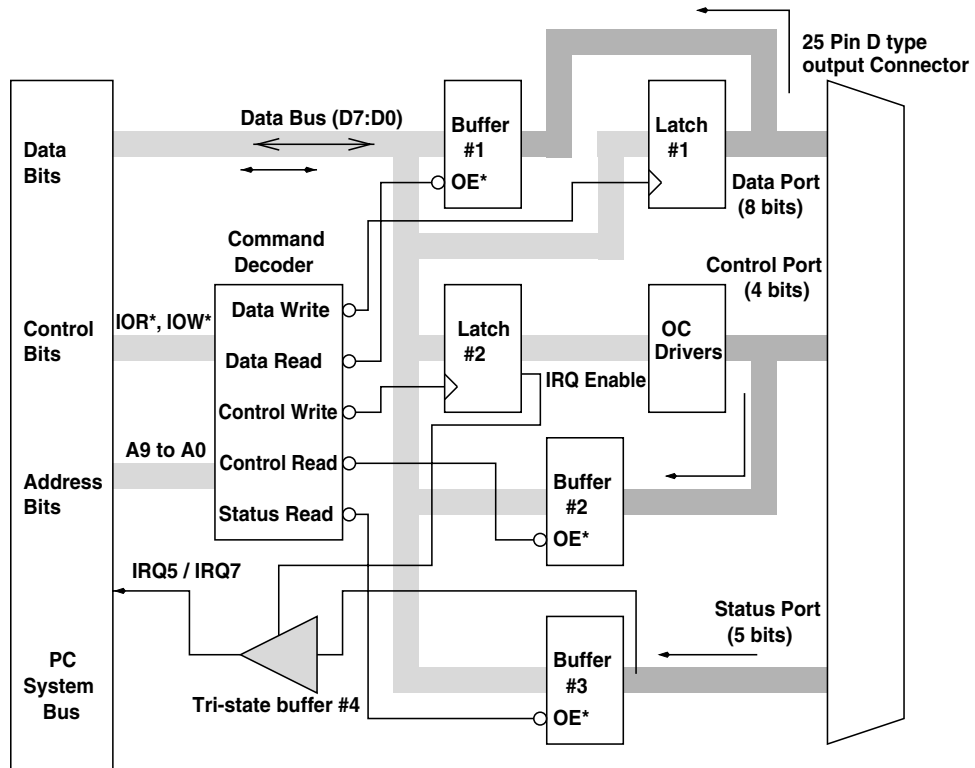 25 Pin D type
output Connector
Data Bus (D7:D0)
Data
Bits
Buffer
#1
OE*
Latch
#1
Data Port
(8 bits)
Command
Decoder
Control Port
(4 bits)
Control
Bits
IOR*, IOW*
Data Write
Data Read
Control Write
Control Read
Status Read
Latch
#2
IRQ Enable
OC
Drivers
A9 to A0
Address
Bits
Buffer
#2
OE*
IRQ5 / IRQ7
Status Port
(5 bits)
PC
System
Bus
Tri-state buffer #4
Buffer
#3
OE*